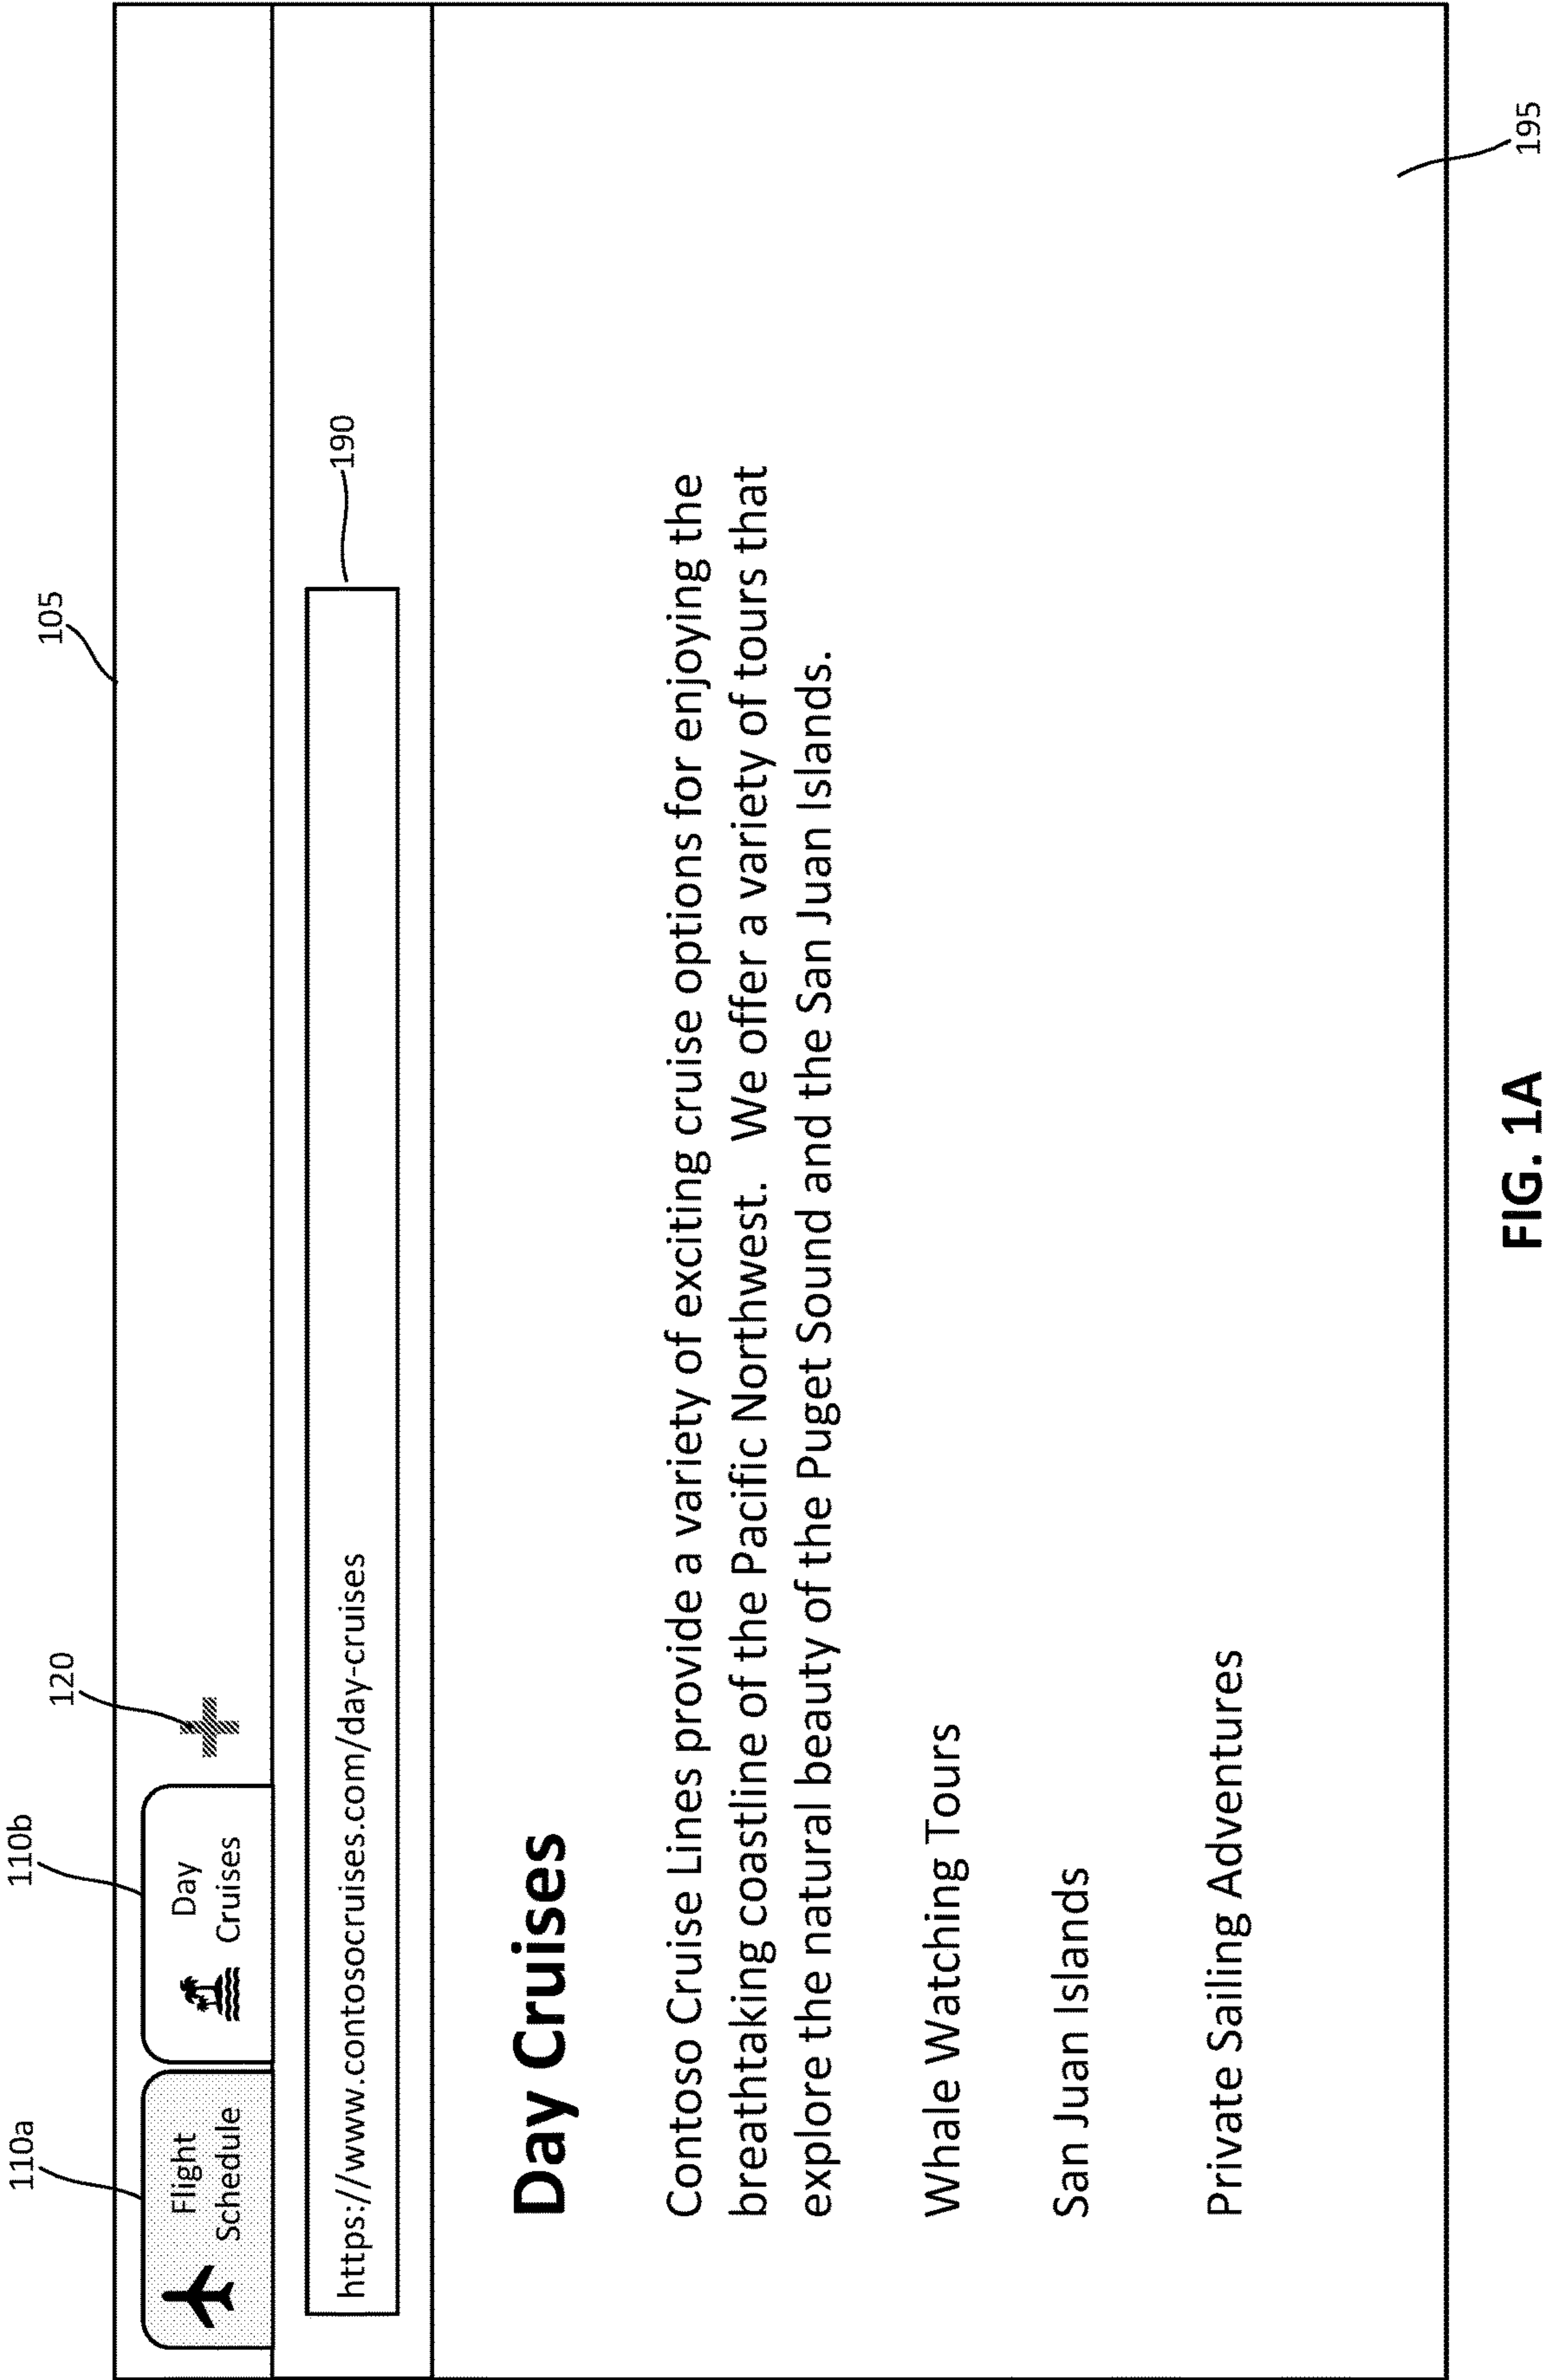 110a
110b
120
105
Flight
Schedule
Day
Cruises
https://www.contosocruises.com/day-cruises
190
Day Cruises
Contoso Cruise Lines provide a variety of exciting cruise options for enjoying the
breathtaking coastline of the Pacific Northwest. We offer a variety of tours that
explore the natural beauty of the Puget Sound and the San Juan Islands.
Whale Watching Tours
San Juan Islands
Private Sailing Adventures
195
FIG. 1A